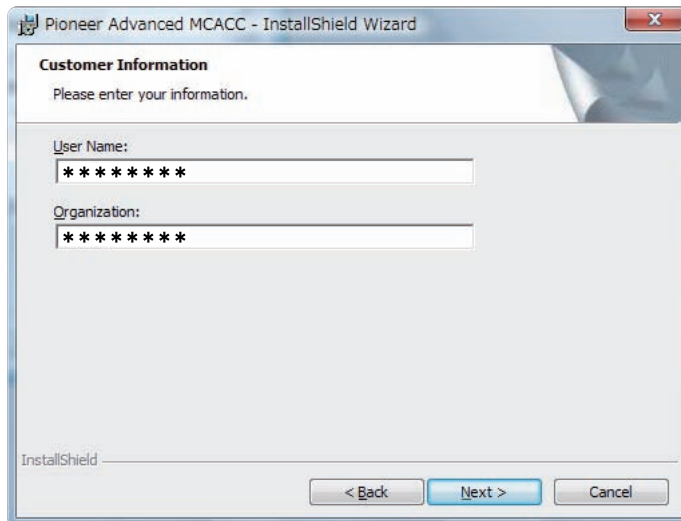 Pioneer Advanced MCACC - InstallShield Wizard
Customer Information
Please enter your information.
User Name:
********
Organization:
********
InstallShield
< Back Next > Cancel